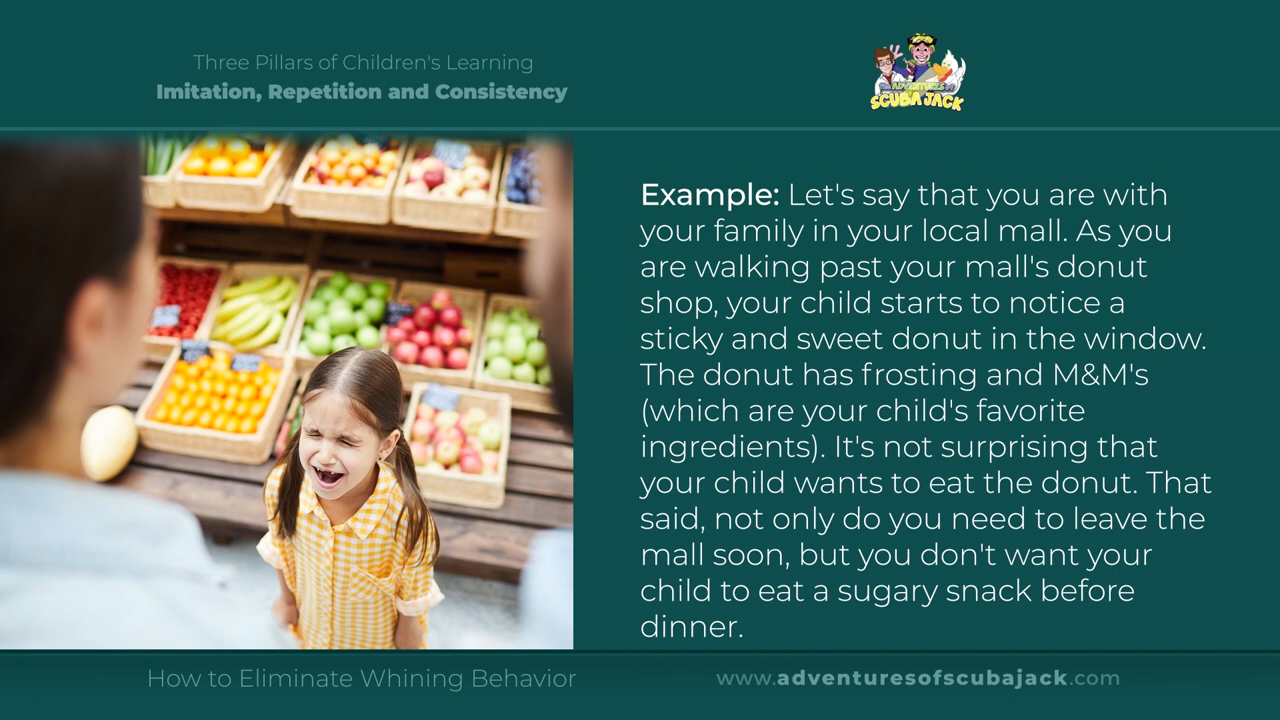 Three Pillars of Children's Learning
Imitation, Repetition and Consistency
THE ADVENTURES OF
SCUBA JACK
Example: Let's say that you are with
your family in your local mall. As you
are walking past your mall's donut
shop, your child starts to notice a
sticky and sweet donut in the window.
The donut has frosting and M&M's
(which are your child's favorite
ingredients). It's not surprising that
your child wants to eat the donut. That
said, not only do you need to leave the
mall soon, but you don't want your
child to eat a sugary snack before
dinner.
How to Eliminate Whining Behavior
www.adventuresofscubajack.com